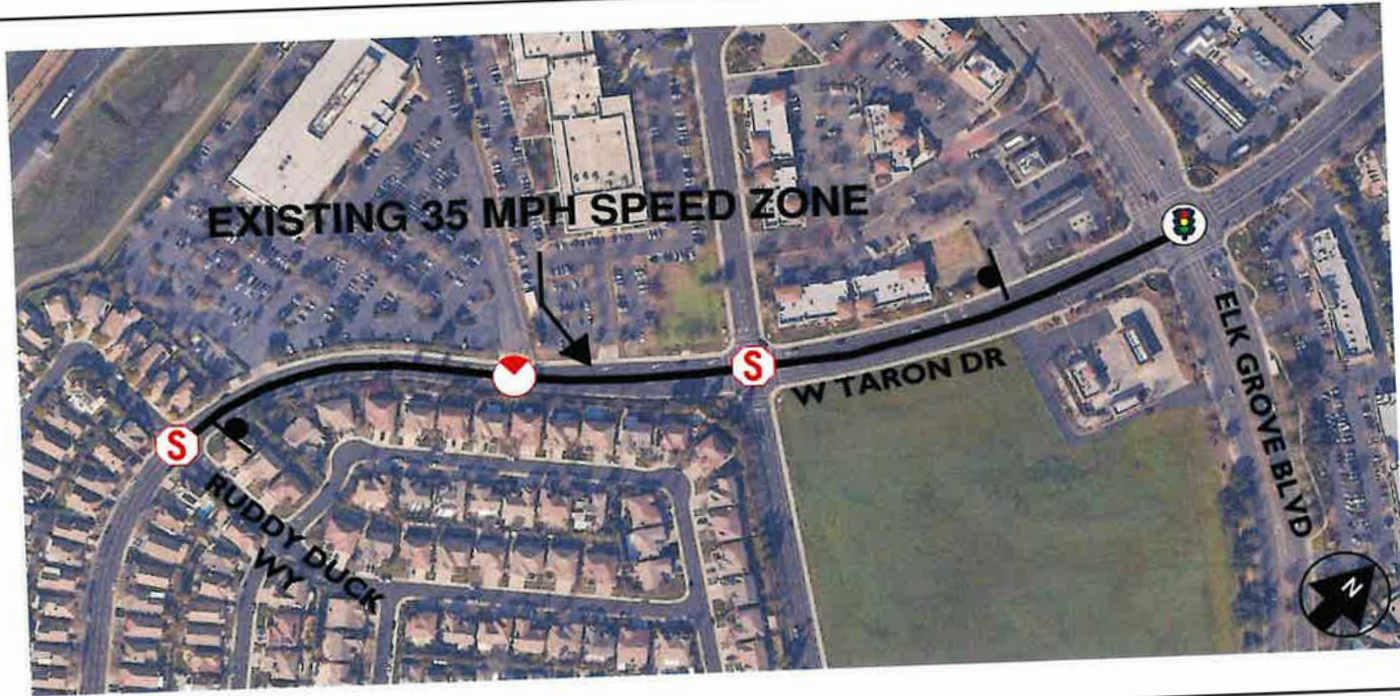 EXISTING 35 MPH SPEED ZONE
S
S
W TARON DR
ELK GROVE BLVD
RUDDY DUCK
WY
N